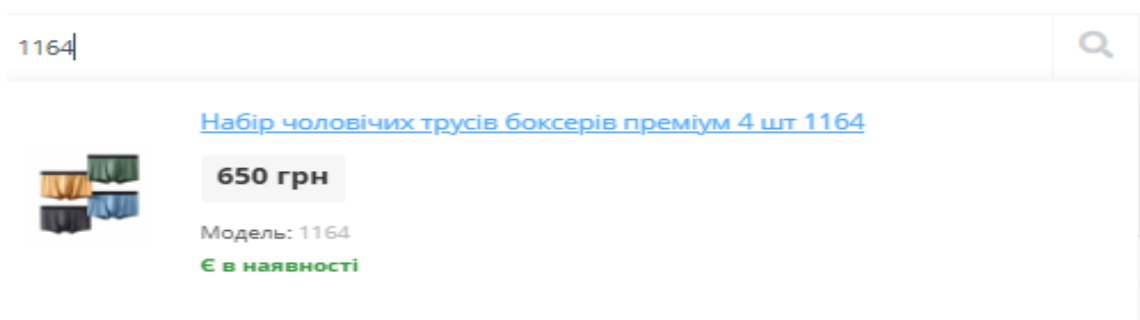 1164
Набір чоловічих трусів боксерів преміум 4 шт 1164
650 грн
Модель: 1164
Є в наявності